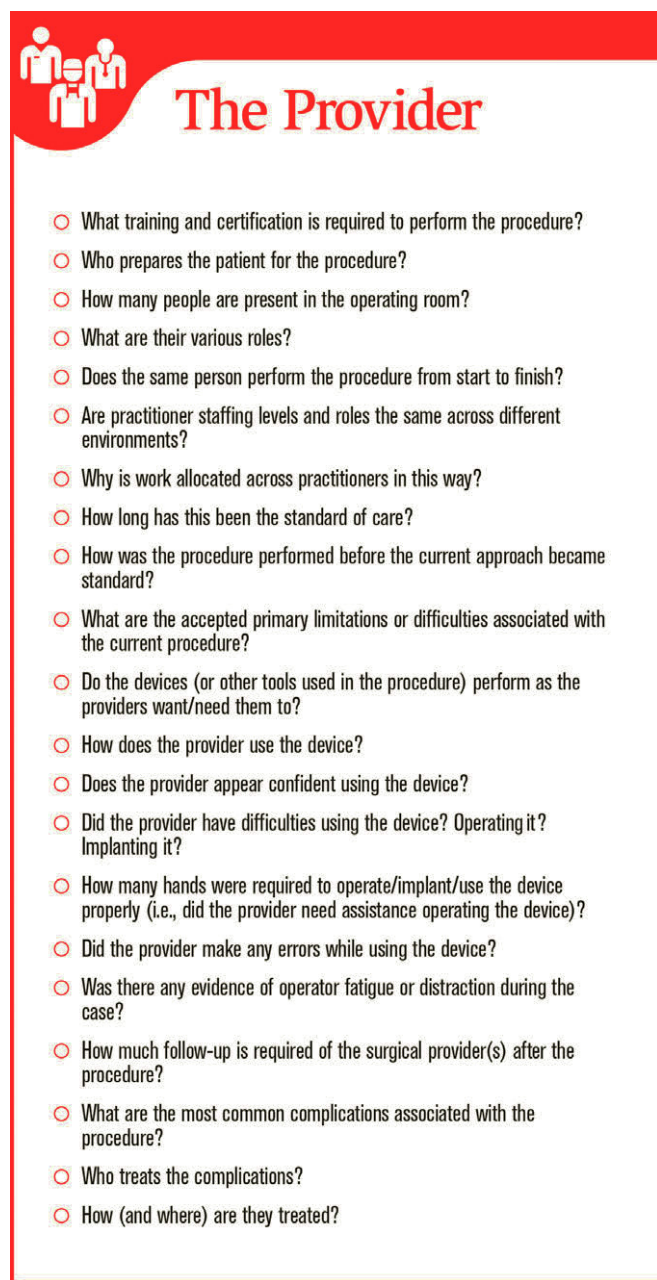 The Provider
What training and certification is required to perform the procedure?
Who prepares the patient for the procedure?
How many people are present in the operating room?
What are their various roles?
Does the same person perform the procedure from start to finish?
Are practitioner staffing levels and roles the same across different
environments?
Why is work allocated across practitioners in this way?
How long has this been the standard of care?
How was the procedure performed before the current approach became
standard?
What are the accepted primary limitations or difficulties associated with
the current procedure?
Do the devices (or other tools used in the procedure) perform as the
providers want/need them to?
How does the provider use the device?
Does the provider appear confident using the device?
Did the provider have difficulties using the device? Operating it?
Implanting it?
How many hands were required to operate/implant/use the device
properly (i.e., did the provider need assistance operating the device)?
Did the provider make any errors while using the device?
Was there any evidence of operator fatigue or distraction during the
case?
How much follow-up is required of the surgical provider(s) after the
procedure?
What are the most common complications associated with the
procedure?
Who treats the complications?
How (and where) are they treated?